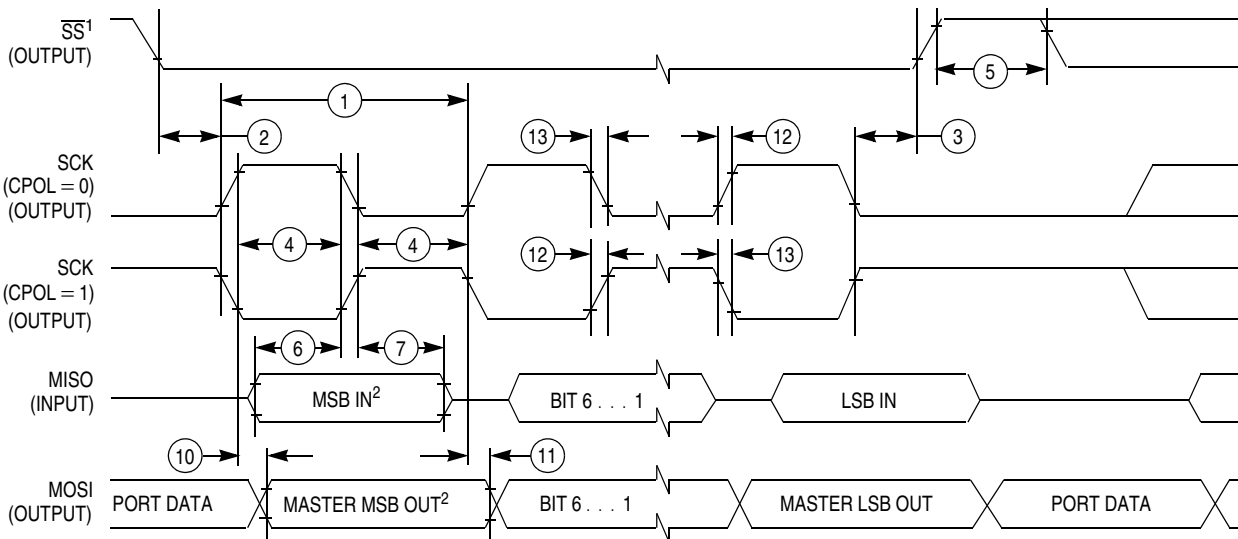 SS¹
(OUTPUT)
5
1
2
13
12
3
SCK
(CPOL = 0)
(OUTPUT)
4
4
12
13
SCK
(CPOL = 1)
(OUTPUT)
6
7
MISO
(INPUT)
MSB IN²
BIT 6 . . . 1
LSB IN
10
11
MOSI
(OUTPUT)
PORT DATA
MASTER MSB OUT²
BIT 6 . . . 1
MASTER LSB OUT
PORT DATA